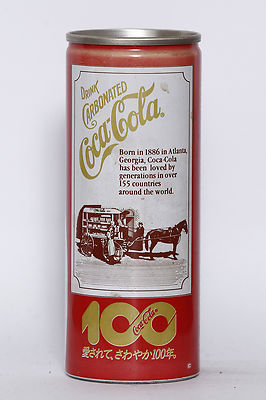 DRINK
CARBONATED
Coca-Cola®
Born in 1886 in Atlanta,
Georgia, Coca-Cola
has been loved by
generations in over
155 countries
around the world.
100
Coca-Cola
愛されて、さわやか100年。